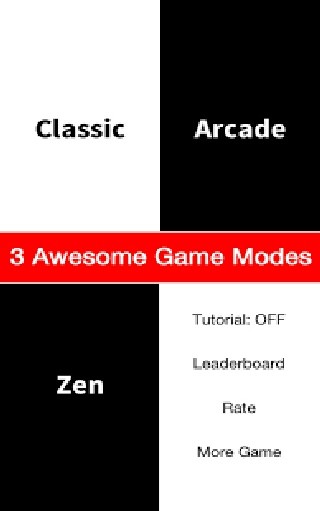 Classic
Arcade
3 Awesome Game Modes
Zen
Tutorial: OFF
Leaderboard
Rate
More Game